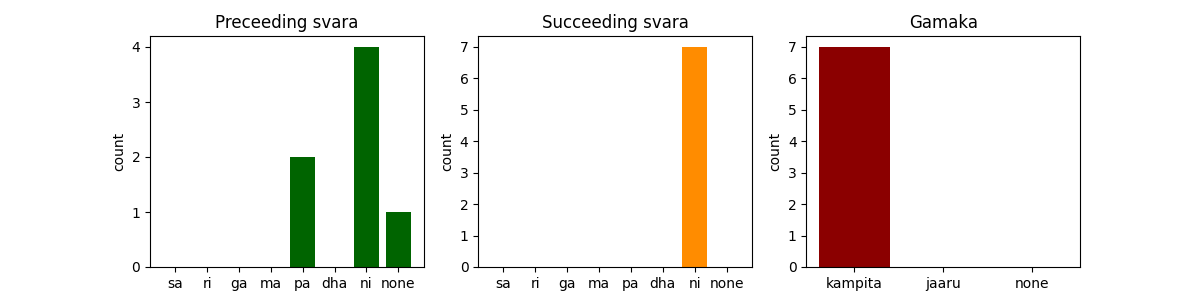 Preceeding svara
count
4
3
2
1
0
sa ri ga ma pa dha ni none
Succeeding svara
count
7
6
5
4
3
2
1
0
sa ri ga ma pa dha ni none
Gamaka
count
7
6
5
4
3
2
1
0
kampita jaaru none